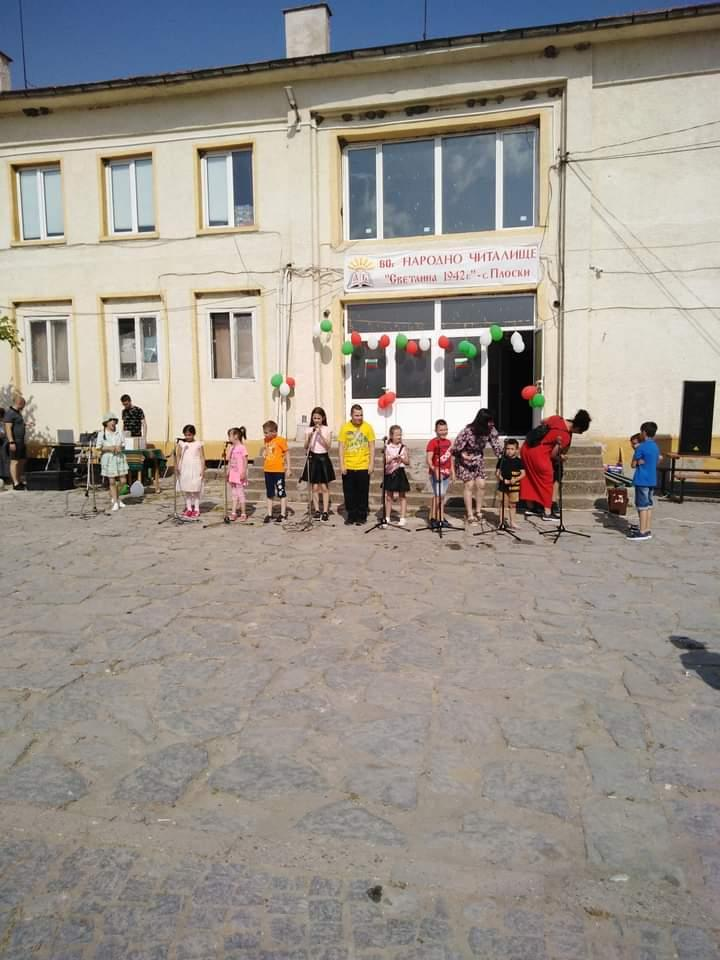 80г НАРОДНО ЧИТАЛИЩЕ
"Светлина 1942г." - с. Плоски